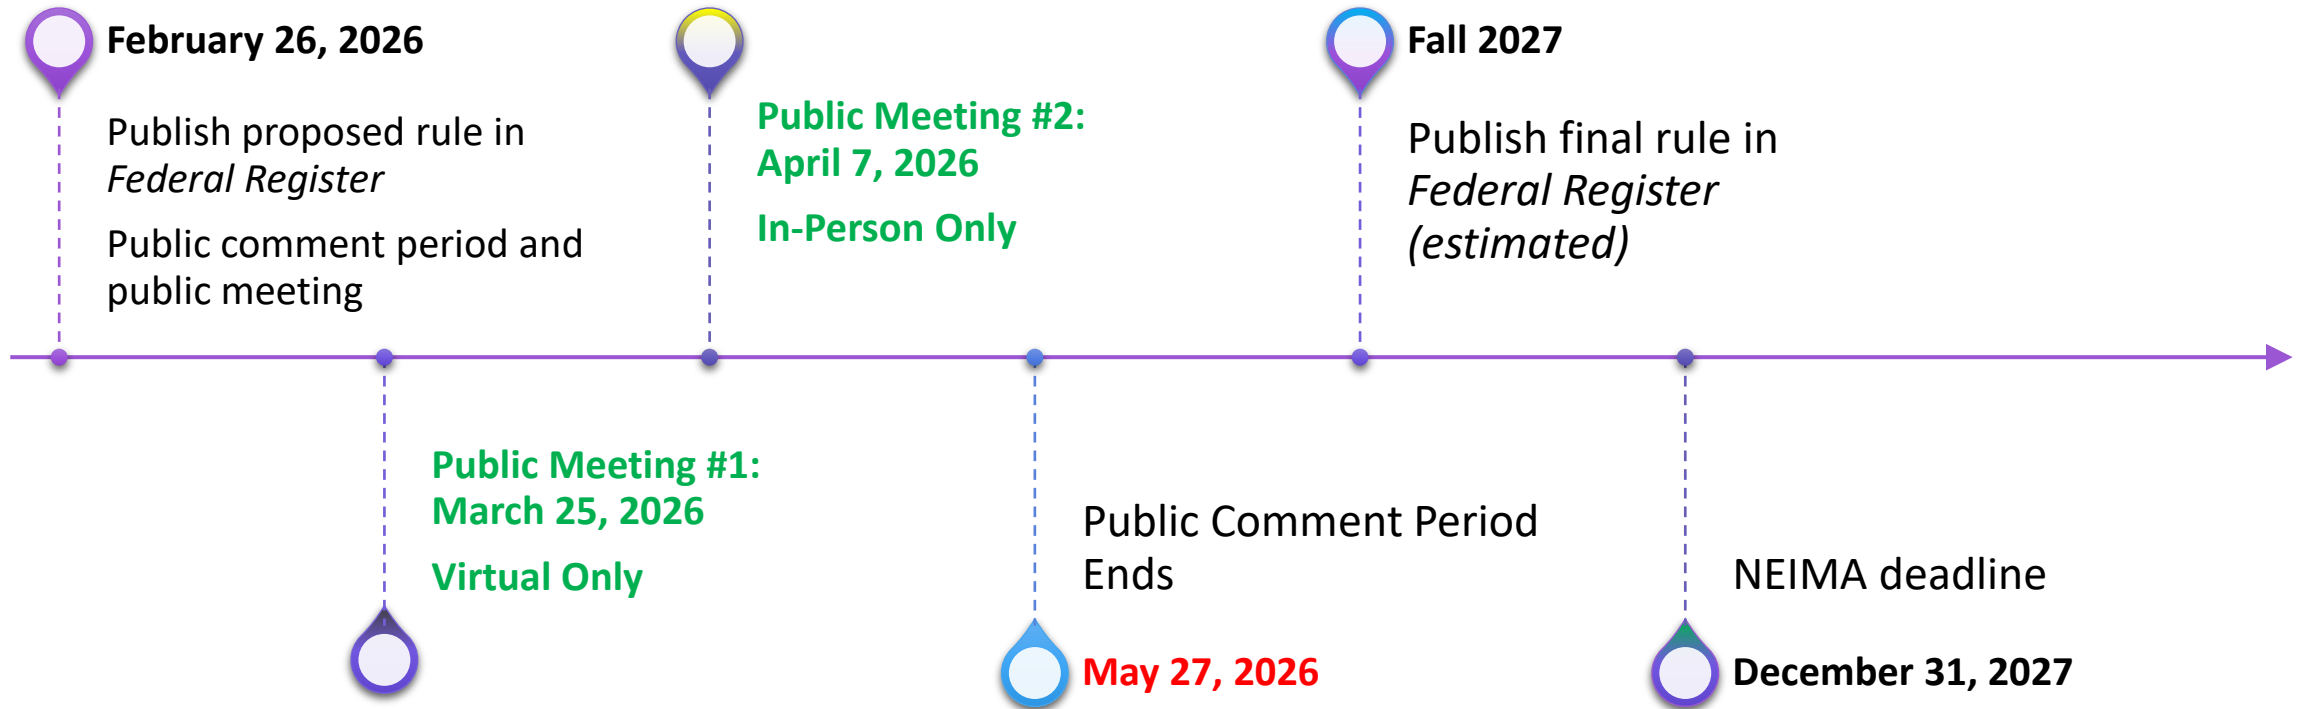 February 26, 2026
Publish proposed rule in
Federal Register
Public comment period and
public meeting
Public Meeting #1:
March 25, 2026
Virtual Only
Public Meeting #2:
April 7, 2026
In-Person Only
Public Comment Period
Ends
May 27, 2026
Fall 2027
Publish final rule in
Federal Register
(estimated)
NEIMA deadline
December 31, 2027